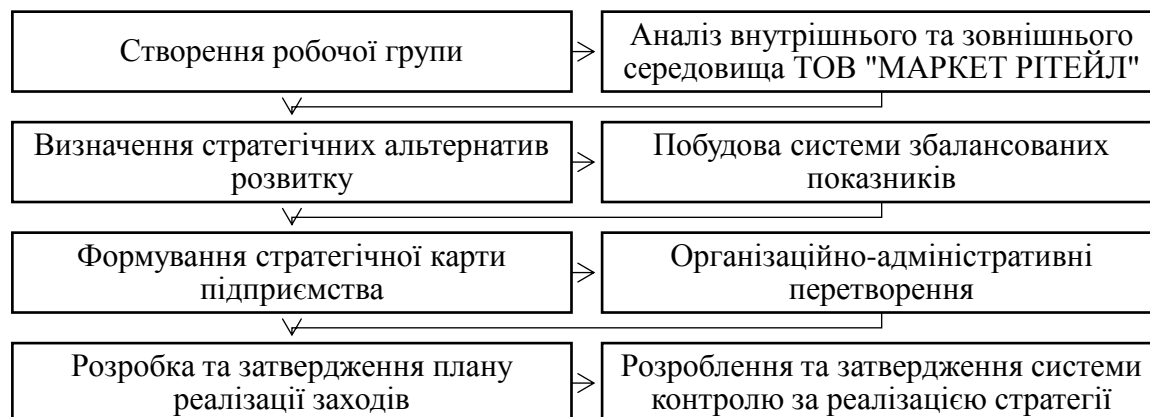 Створення робочої групи
Аналіз внутрішнього та зовнішнього
середовища ТОВ "МАРКЕТ РІТЕЙЛ"
Визначення стратегічних альтернатив
розвитку
Побудова системи збалансованих
показників
Формування стратегічної карти
підприємства
Організаційно-адміністративні
перетворення
Розробка та затвердження плану
реалізації заходів
Розроблення та затвердження системи
контролю за реалізацією стратегії